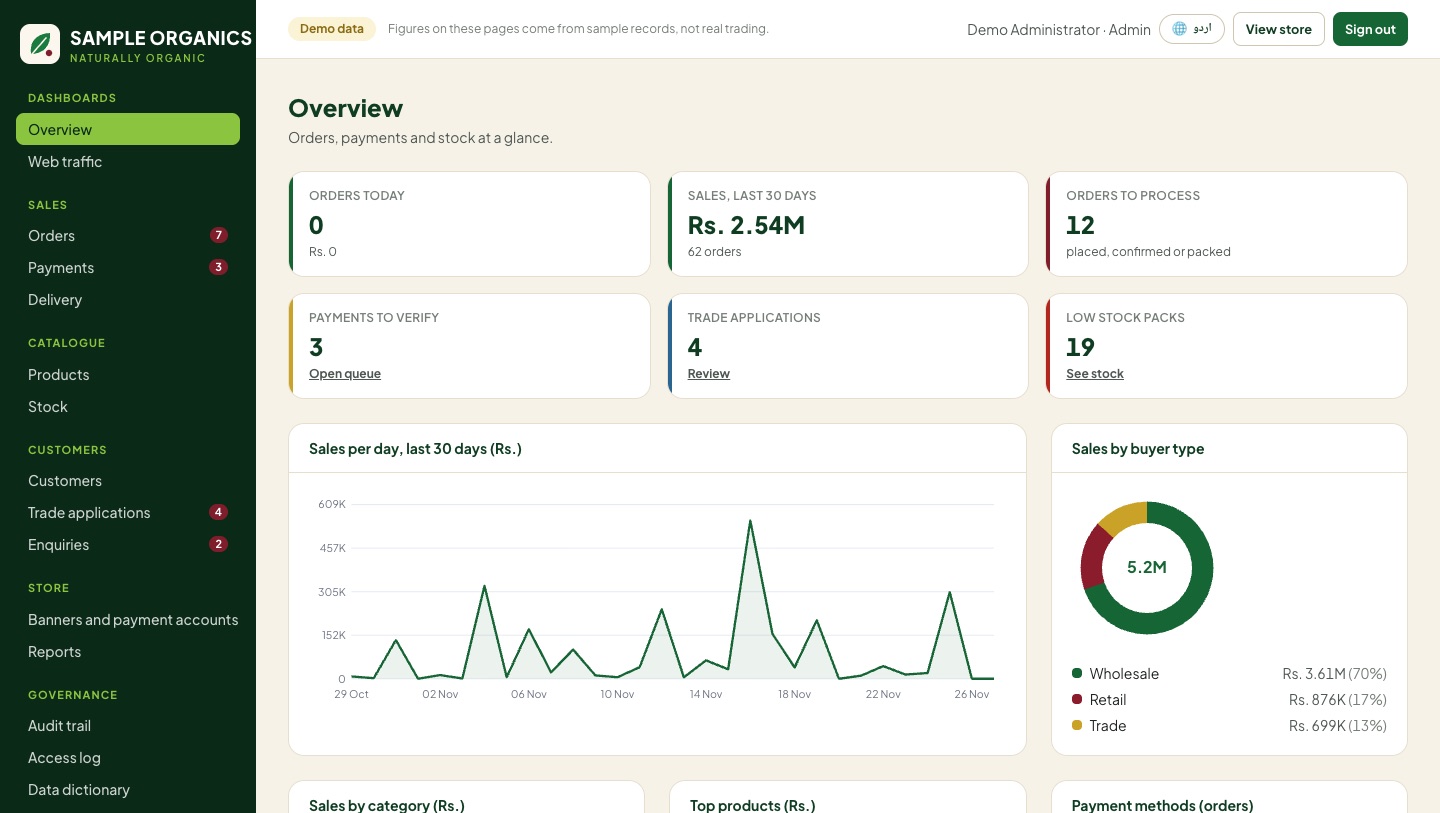 SAMPLE ORGANICS
NATURALLY ORGANIC
DASHBOARDS
Overview
Web traffic
SALES
Orders 7
Payments 3
Delivery
CATALOGUE
Products
Stock
CUSTOMERS
Customers
Trade applications 4
Enquiries 2
STORE
Banners and payment accounts
Reports
GOVERNANCE
Audit trail
Access log
Data dictionary
Demo data Figures on these pages come from sample records, not real trading. Demo Administrator · Admin اردو View store Sign out
Overview
Orders, payments and stock at a glance.
ORDERS TODAY
0
Rs. 0
SALES, LAST 30 DAYS
Rs. 2.54M
62 orders
ORDERS TO PROCESS
12
placed, confirmed or packed
PAYMENTS TO VERIFY
3
Open queue
TRADE APPLICATIONS
4
Review
LOW STOCK PACKS
19
See stock
Sales per day, last 30 days (Rs.)
609K
457K
305K
152K
0
29 Oct 02 Nov 06 Nov 10 Nov 14 Nov 18 Nov 22 Nov 26 Nov
Sales by buyer type
5.2M
Wholesale Rs. 3.61M (70%)
Retail Rs. 876K (17%)
Trade Rs. 699K (13%)
Sales by category (Rs.)
Top products (Rs.)
Payment methods (orders)